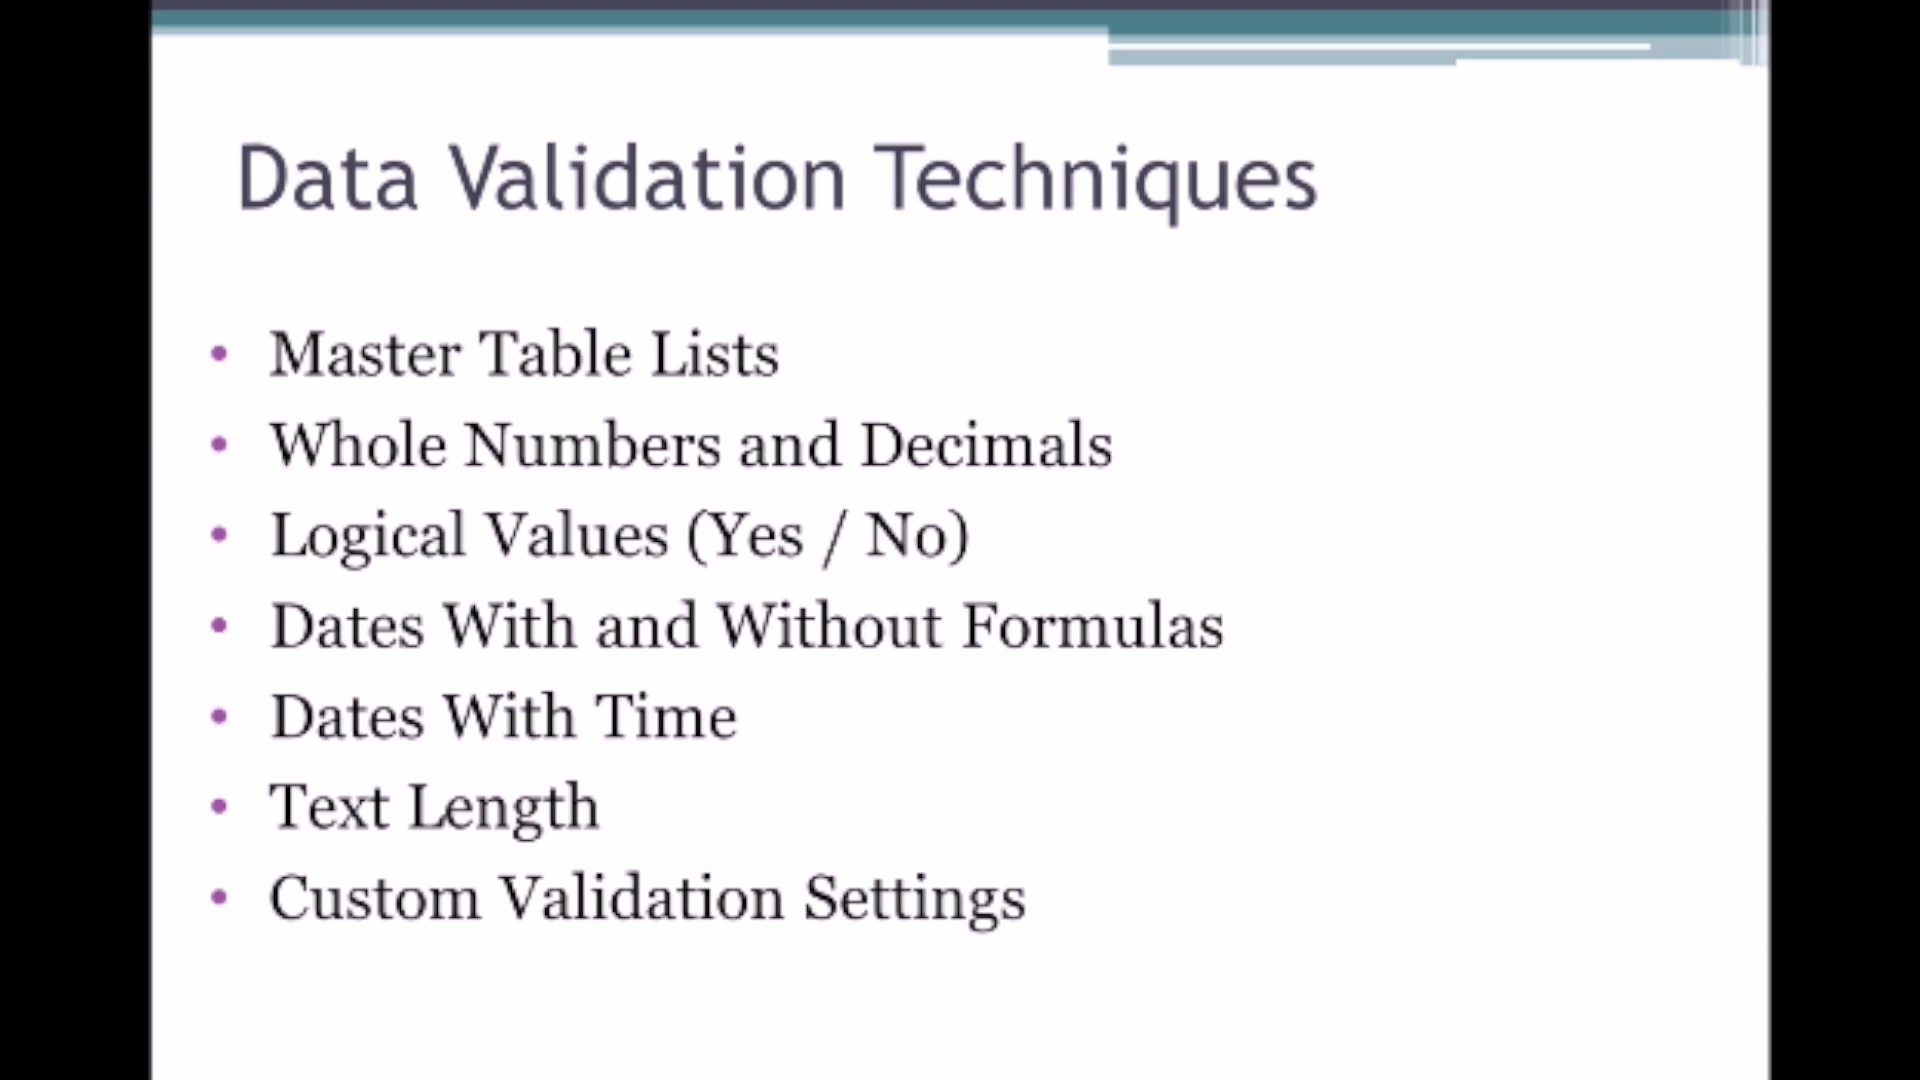 Data Validation Techniques
• Master Table Lists
• Whole Numbers and Decimals
• Logical Values (Yes / No)
• Dates With and Without Formulas
• Dates With Time
• Text Length
• Custom Validation Settings